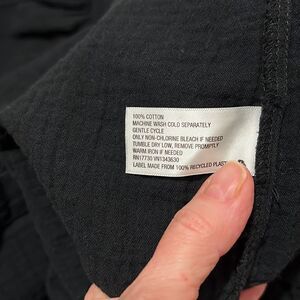 100% COTTON
MACHINE WASH COLD SEPARATELY
GENTLE CYCLE
ONLY NON-CHLORINE BLEACH IF NEEDED
TUMBLE DRY LOW, REMOVE PROMPTLY
WARM IRON IF NEEDED
RN17730 VN1343630
LABEL MADE FROM 100% RECYCLED PLAST